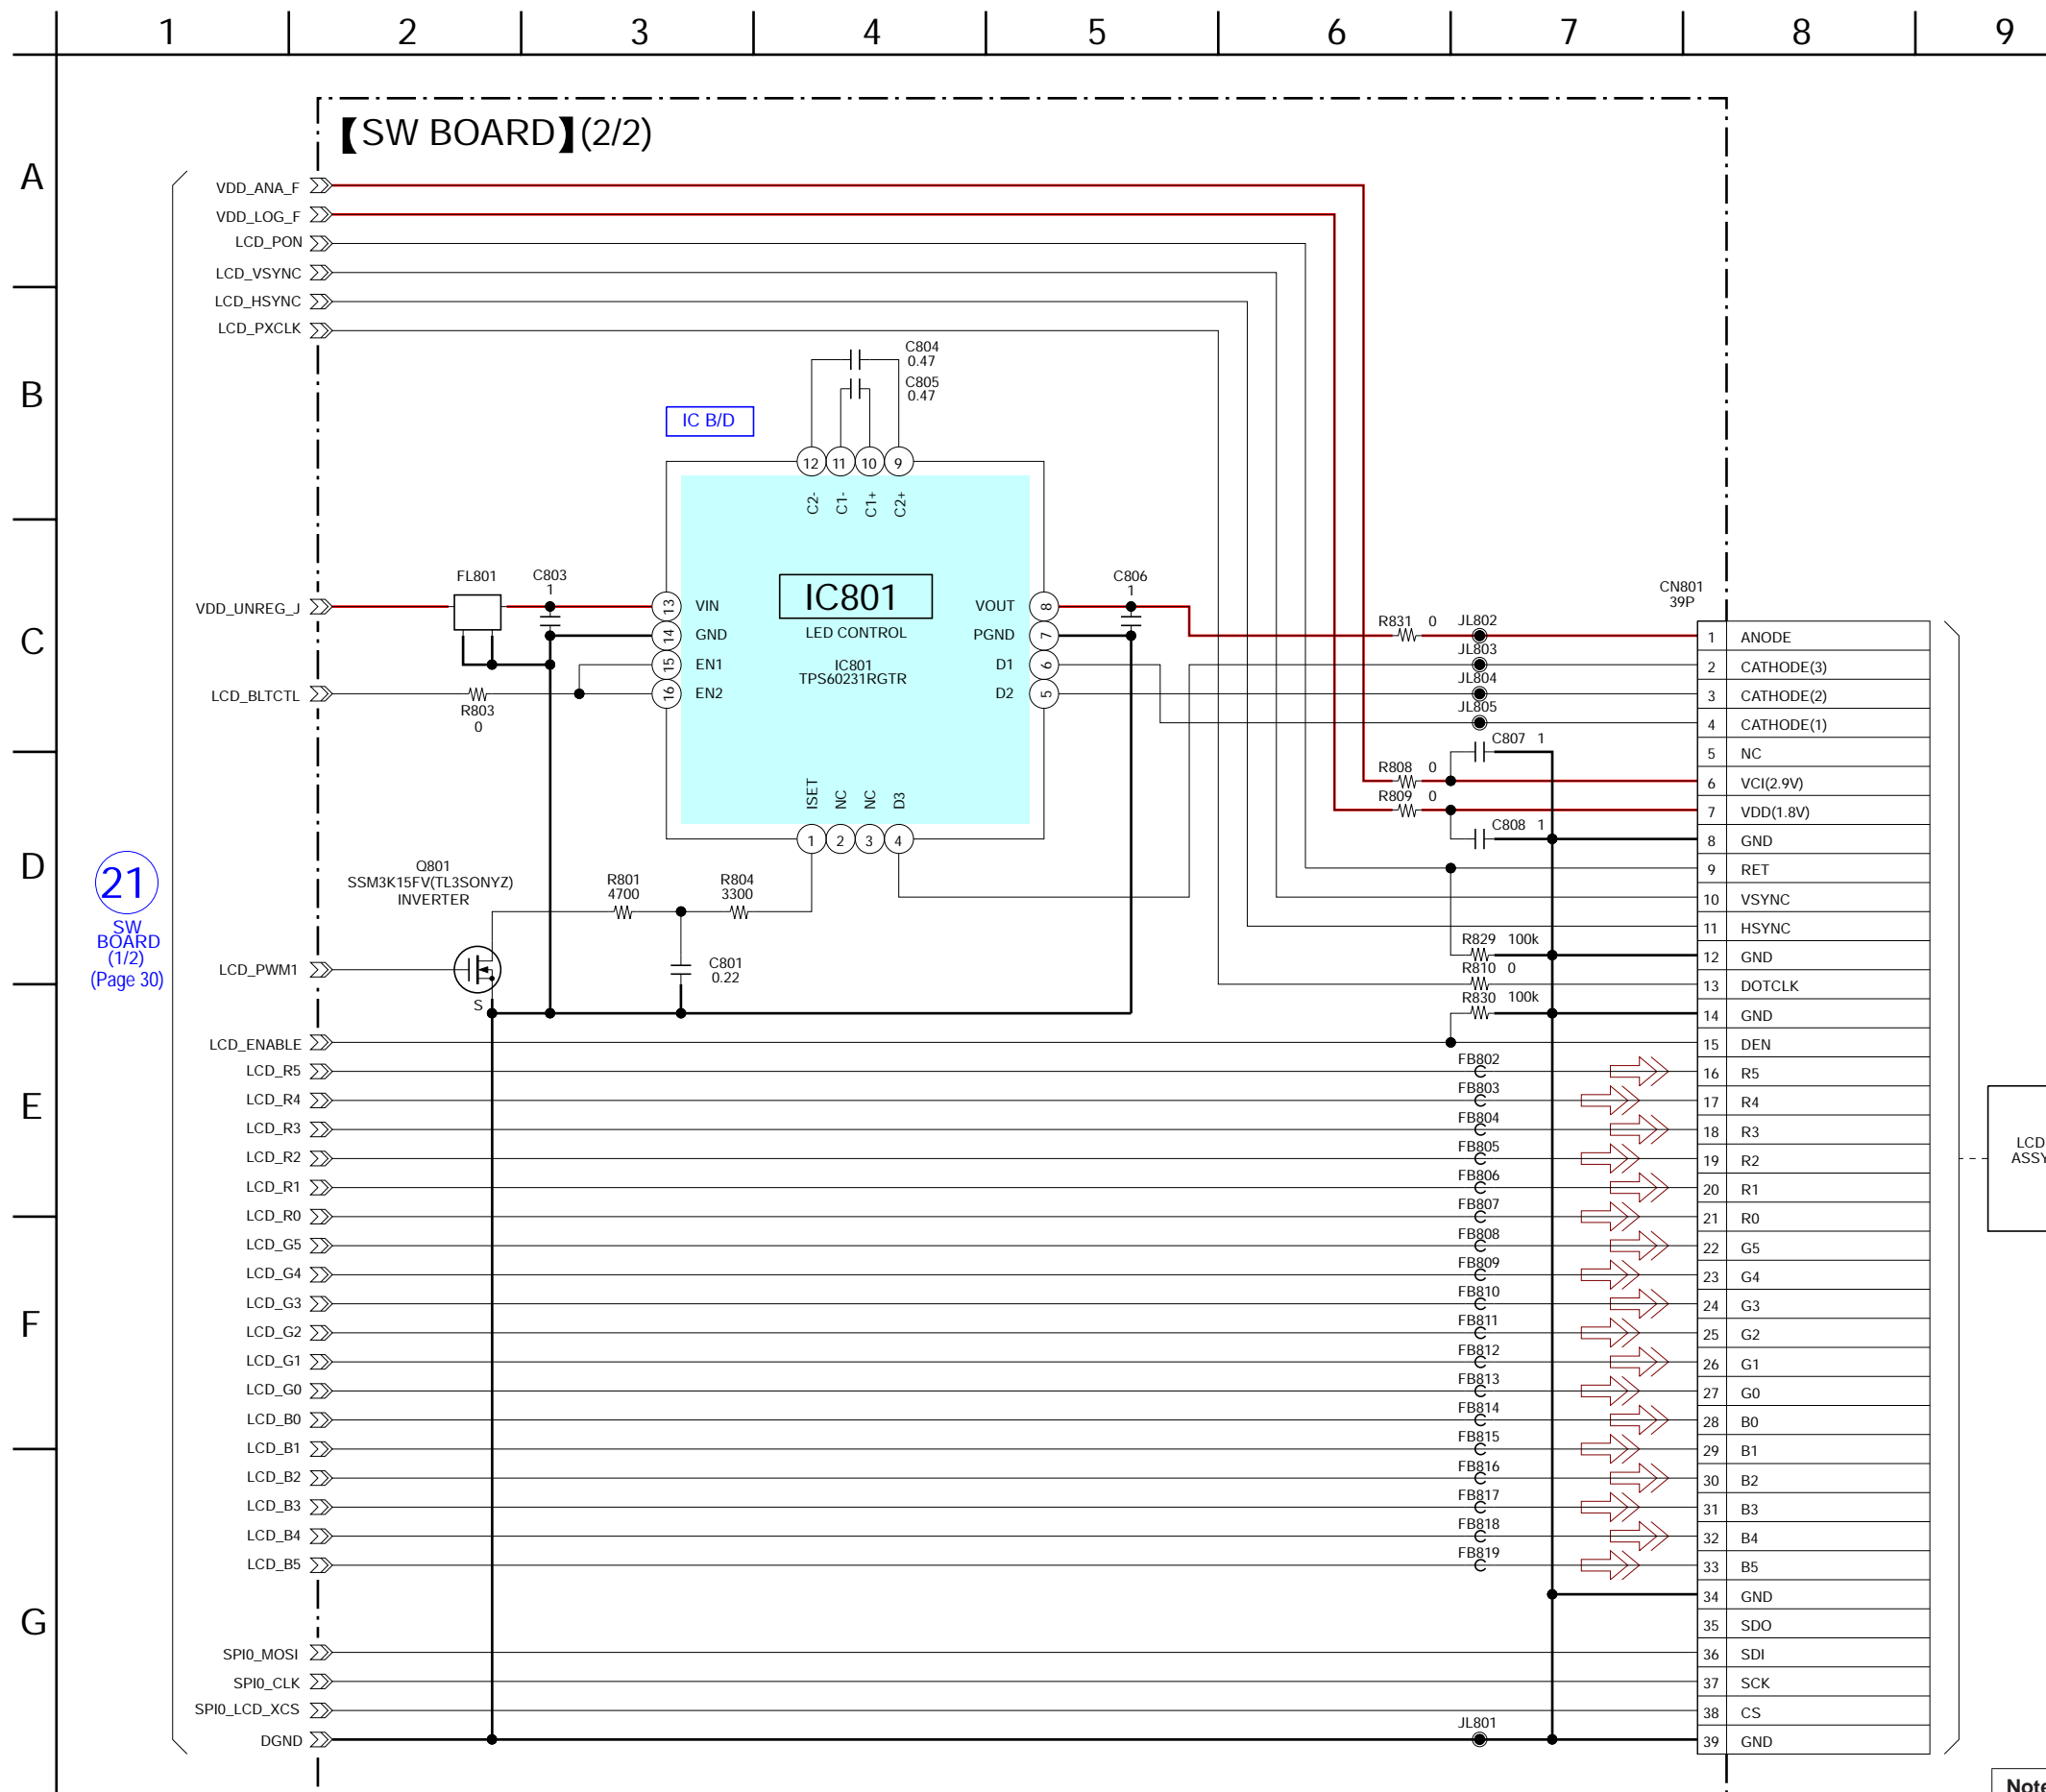 1 2 3 4 5 6 7 8 9
A
B
C
D
E
F
G
【SW BOARD】(2/2)
VDD_ANA_F
VDD_LOG_F
LCD_PON
LCD_VSYNC
LCD_HSYNC
LCD_PXCLK
C804
0.47
C805
0.47
IC B/D
12 11 10 9
C2- C1- C1+ C2+
VDD_UNREG_J
FL801
C803
1
13 VIN
14 GND
15 EN1
16 EN2
IC801
LED CONTROL
IC801
TPS60231RGTR
VOUT 8
PGND 7
D1 6
D2 5
C806
1
LCD_BLTCTL
R803
0
ISET NC NC D3
1 2 3 4
R831 0
JL802
JL803
JL804
JL805
C807 1
R808 0
R809 0
C808 1
21
SW
BOARD
(1/2)
(Page 30)
Q801
SSM3K15FV(TL3SONYZ)
INVERTER
R801
4700
R804
3300
C801
0.22
LCD_PWM1
S
R829 100k
R810 0
R830 100k
LCD_ENABLE
LCD_R5
LCD_R4
LCD_R3
LCD_R2
LCD_R1
LCD_R0
LCD_G5
LCD_G4
LCD_G3
LCD_G2
LCD_G1
LCD_G0
LCD_B0
LCD_B1
LCD_B2
LCD_B3
LCD_B4
LCD_B5
SPI0_MOSI
SPI0_CLK
SPI0_LCD_XCS
DGND
FB802
FB803
FB804
FB805
FB806
FB807
FB808
FB809
FB810
FB811
FB812
FB813
FB814
FB815
FB816
FB817
FB818
FB819
JL801
CN801
39P
1 ANODE
2 CATHODE(3)
3 CATHODE(2)
4 CATHODE(1)
5 NC
6 VCI(2.9V)
7 VDD(1.8V)
8 GND
9 RET
10 VSYNC
11 HSYNC
12 GND
13 DOTCLK
14 GND
15 DEN
16 R5
17 R4
18 R3
19 R2
20 R1
21 R0
22 G5
23 G4
24 G3
25 G2
26 G1
27 G0
28 B0
29 B1
30 B2
31 B3
32 B4
33 B5
34 GND
35 SDO
36 SDI
37 SCK
38 CS
39 GND
LCD
ASSY
Note